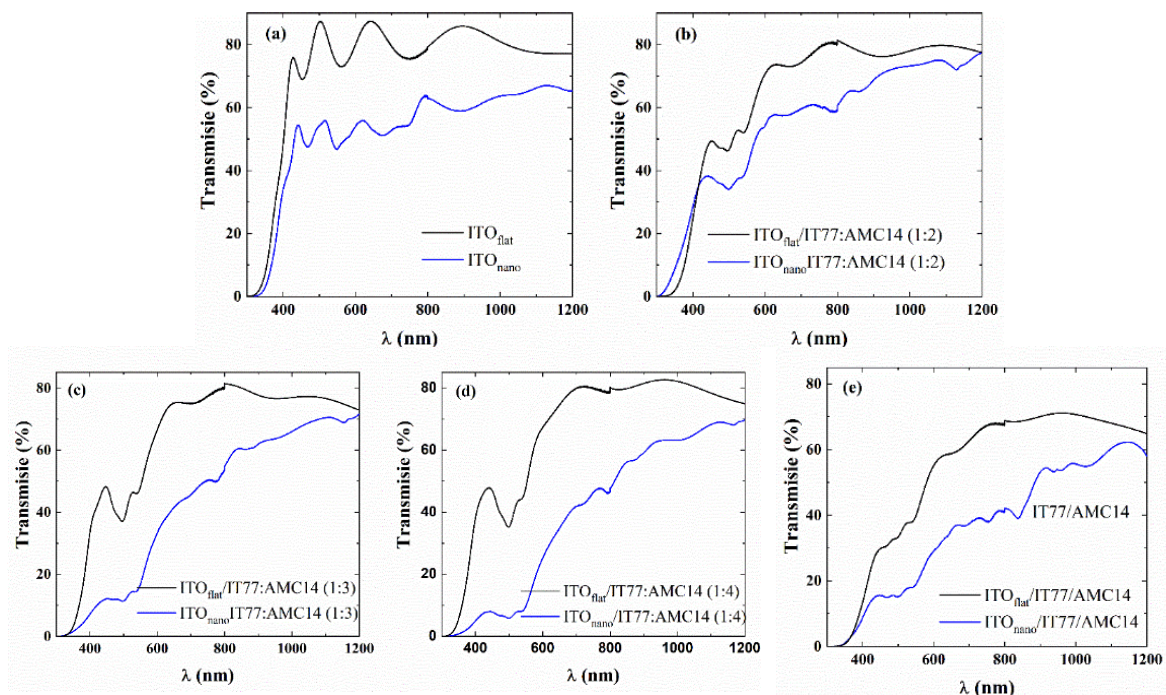 (a)
Transmisie (%)
80
60
40
20
0
ITOflat
ITOnano
400 600 800 1000 1200
λ (nm)
(b)
Transmisie (%)
80
60
40
20
0
ITOflat/IT77:AMC14 (1:2)
ITOnanoIT77:AMC14 (1:2)
400 600 800 1000 1200
λ (nm)
(c)
Transmisie (%)
80
60
40
20
0
ITOflat/IT77:AMC14 (1:3)
ITOnanoIT77:AMC14 (1:3)
400 600 800 1000 1200
λ (nm)
(d)
Transmisie (%)
80
60
40
20
0
ITOflat/IT77:AMC14 (1:4)
ITOnano/IT77:AMC14 (1:4)
400 600 800 1000 1200
λ (nm)
(e)
Transmisie (%)
80
60
40
20
0
IT77/AMC14
ITOflat/IT77/AMC14
ITOnano/IT77/AMC14
400 600 800 1000 1200
λ (nm)